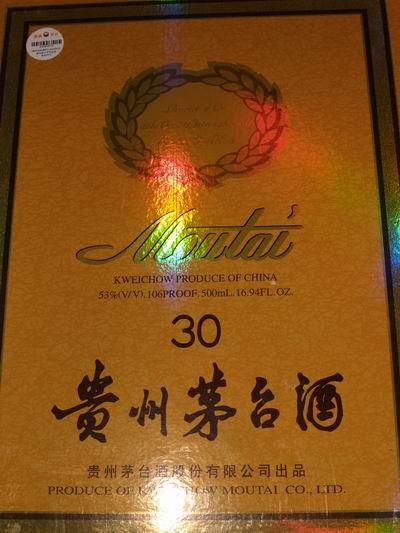 Moutai
KWEICHOW PRODUCE OF CHINA
53%(V/V), 106PROOF, 500mL, 16.94FL. OZ.
30
贵州茅台酒
贵州茅台酒股份有限公司出品
PRODUCE OF KWEICHOW MOUTAI CO., LTD.